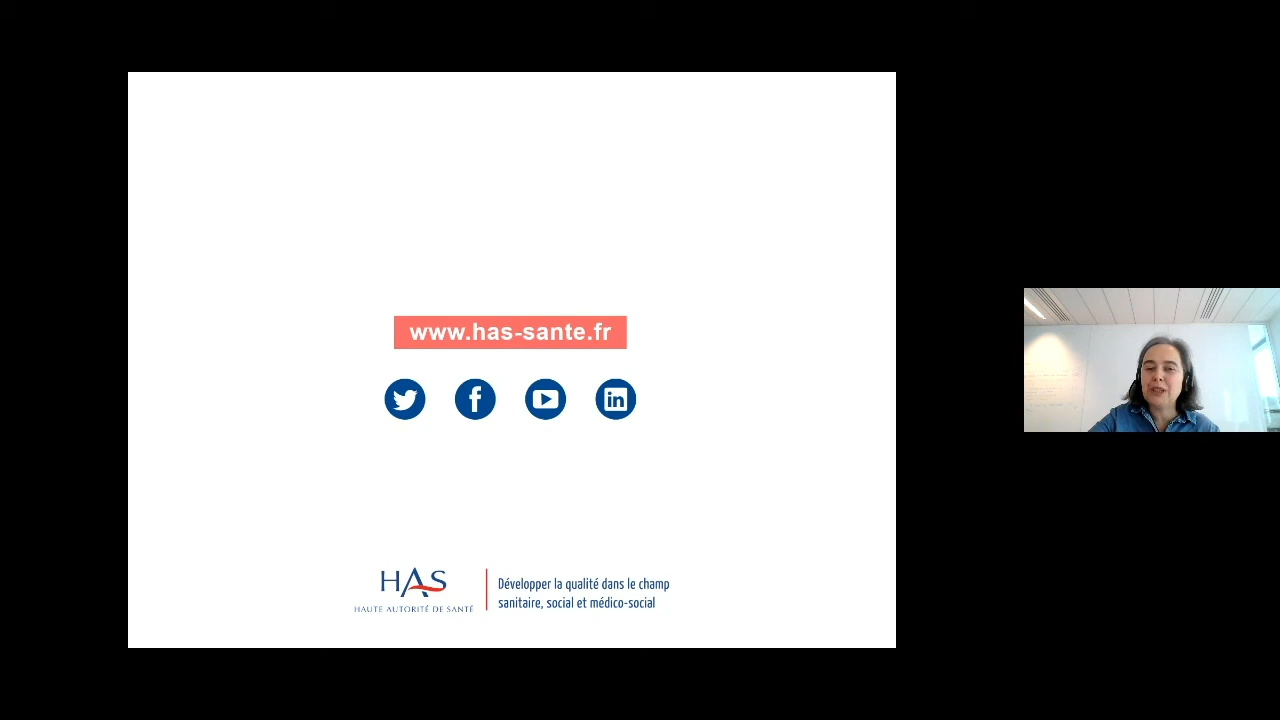 www.has-sante.fr
HAS
HAUTE AUTORITÉ DE SANTÉ
Développer la qualité dans le champ
sanitaire, social et médico-social